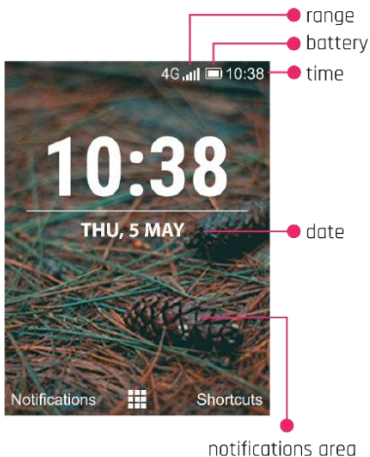 range
battery
4G 10:38
time
10:38
THU, 5 MAY
date
Notifications
Shortcuts
notifications area